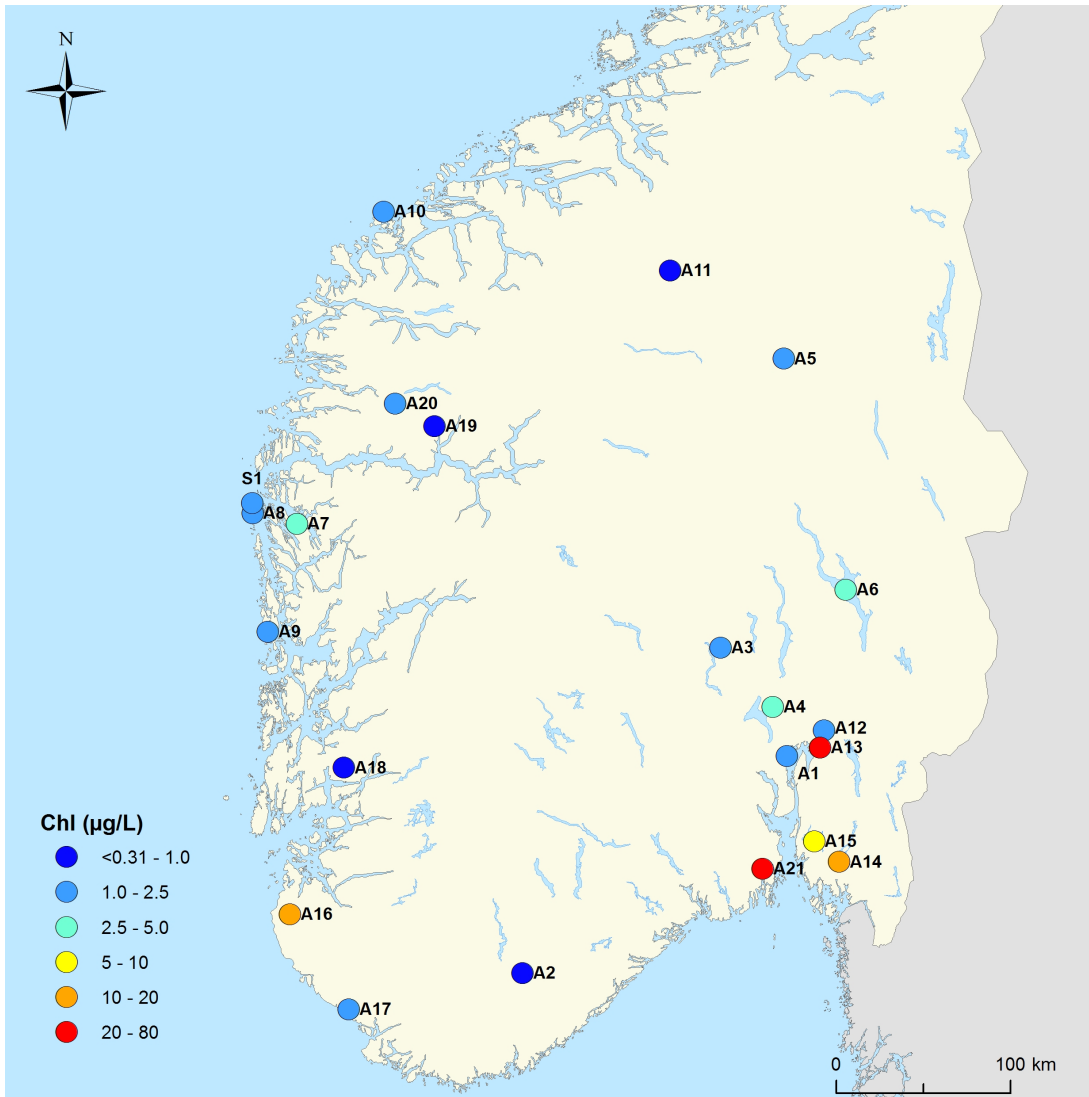 N
A10
A11
A5
A20
A19
S1
A8
A7
A6
A9
A3
A4
A12
A13
A1
A18
Chl (µg/L)
<0.31 - 1.0
1.0 - 2.5
2.5 - 5.0
5 - 10
10 - 20
20 - 80
A15
A14
A21
A16
A2
A17
0 100 km